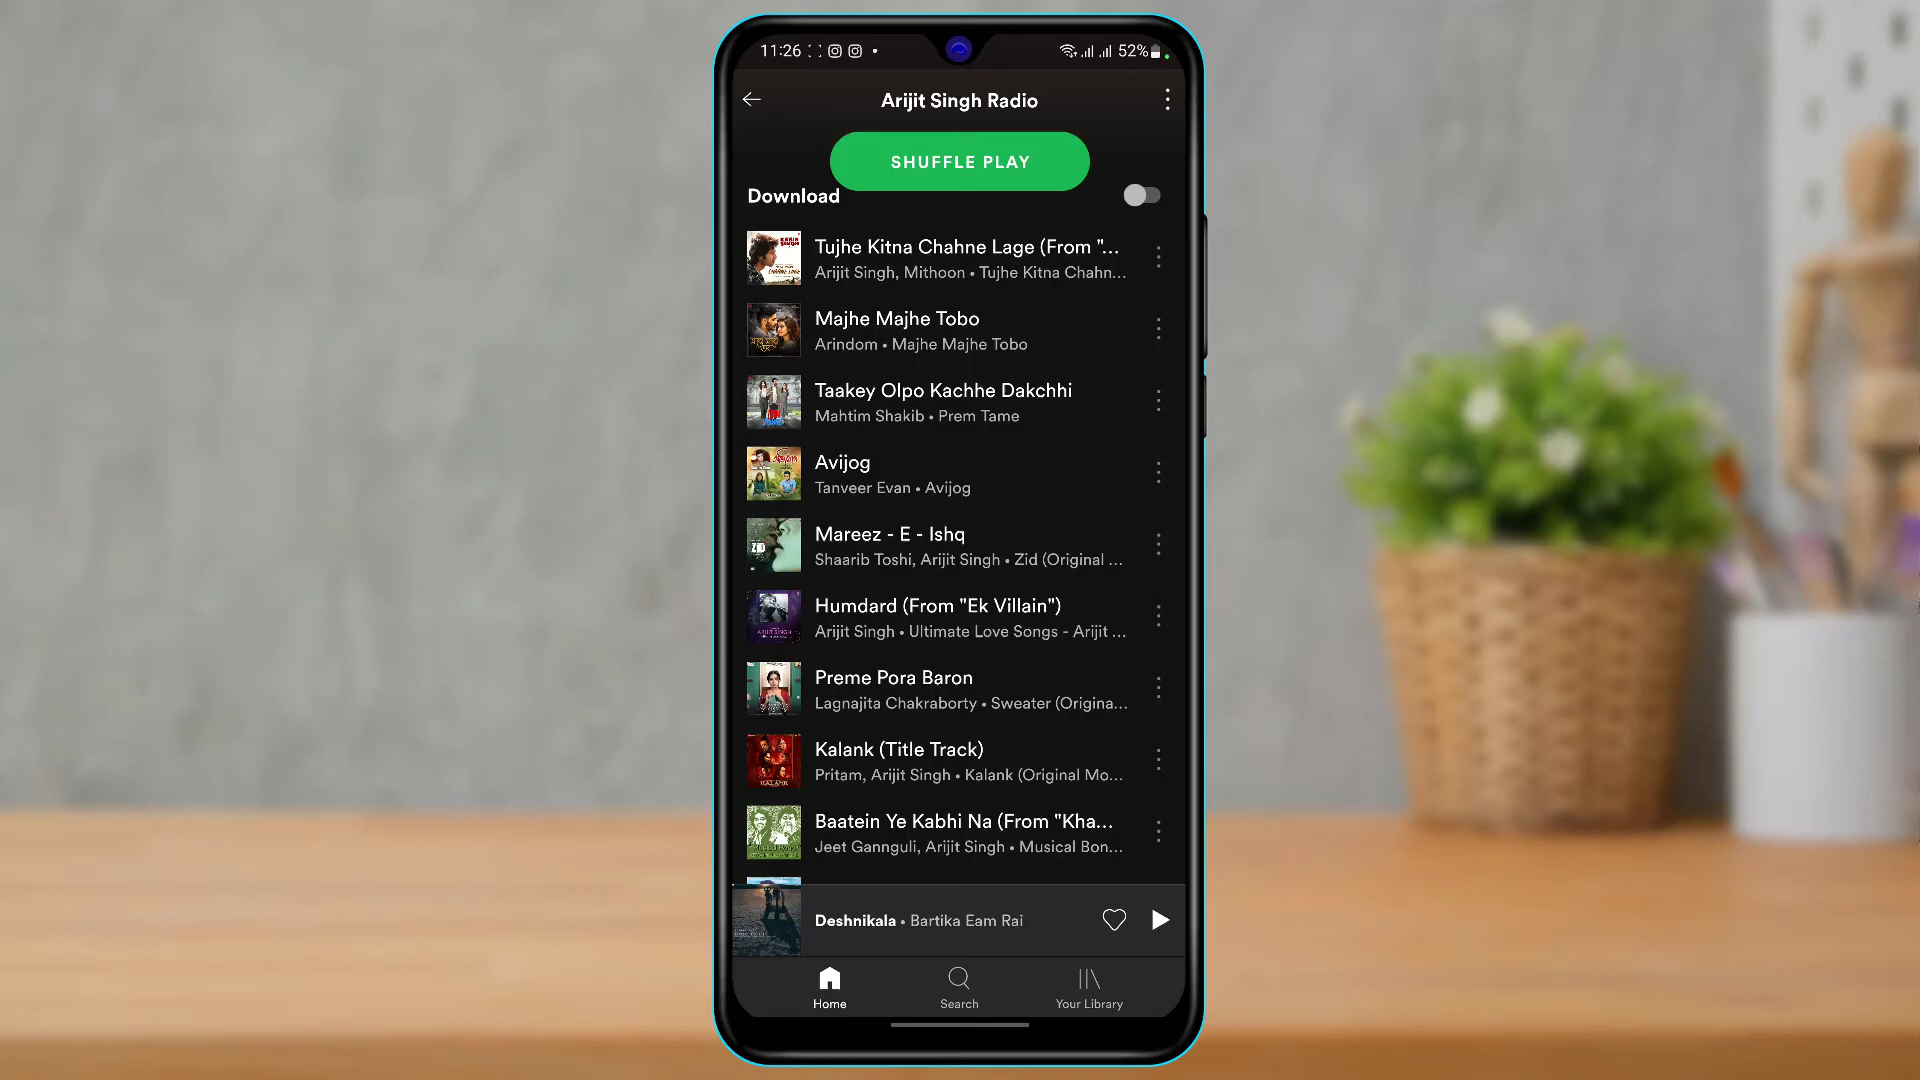 11:26
52%
Arijit Singh Radio
SHUFFLE PLAY
Download
Tujhe Kitna Chahne Lage (From "...
Arijit Singh, Mithoon • Tujhe Kitna Chahn...
Majhe Majhe Tobo
Arindom • Majhe Majhe Tobo
Taakey Olpo Kachhe Dakchhi
Mahtim Shakib • Prem Tame
Avijog
Tanveer Evan • Avijog
Mareez - E - Ishq
Shaarib Toshi, Arijit Singh • Zid (Original ...
Humdard (From "Ek Villain")
Arijit Singh • Ultimate Love Songs - Arijit ...
Preme Pora Baron
Lagnajita Chakraborty • Sweater (Origina...
Kalank (Title Track)
Pritam, Arijit Singh • Kalank (Original Mo...
Baatein Ye Kabhi Na (From "Kha...
Jeet Gannguli, Arijit Singh • Musical Bon...
Deshnikala • Bartika Eam Rai
Home
Search
Your Library